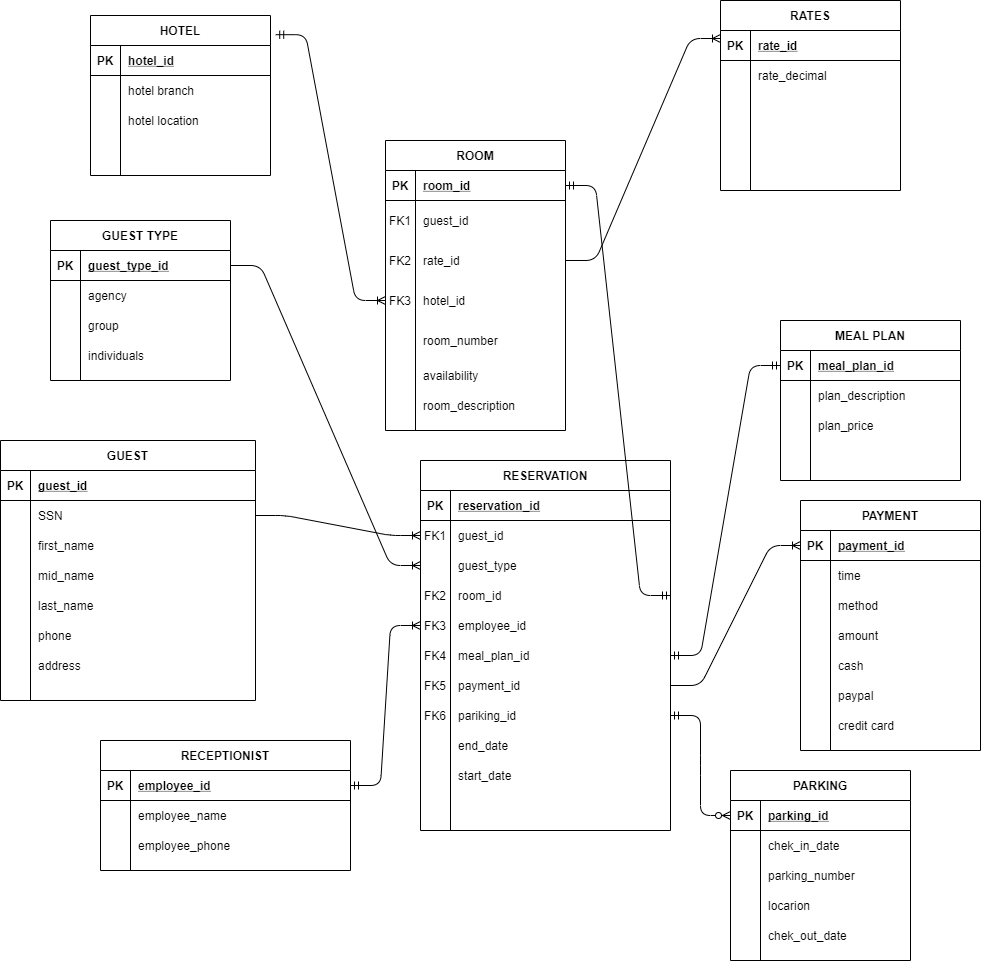 HOTEL
PK hotel_id
hotel branch
hotel location
RATES
PK rate_id
rate_decimal
ROOM
PK room_id
FK1 guest_id
FK2 rate_id
FK3 hotel_id
room_number
availability
room_description
GUEST TYPE
PK guest_type_id
agency
group
individuals
MEAL PLAN
PK meal_plan_id
plan_description
plan_price
GUEST
PK guest_id
SSN
first_name
mid_name
last_name
phone
address
RESERVATION
PK reservation_id
FK1 guest_id
guest_type
FK2 room_id
FK3 employee_id
FK4 meal_plan_id
FK5 payment_id
FK6 pariking_id
end_date
start_date
PAYMENT
PK payment_id
time
method
amount
cash
paypal
credit card
RECEPTIONIST
PK employee_id
employee_name
employee_phone
PARKING
PK parking_id
chek_in_date
parking_number
locarion
chek_out_date